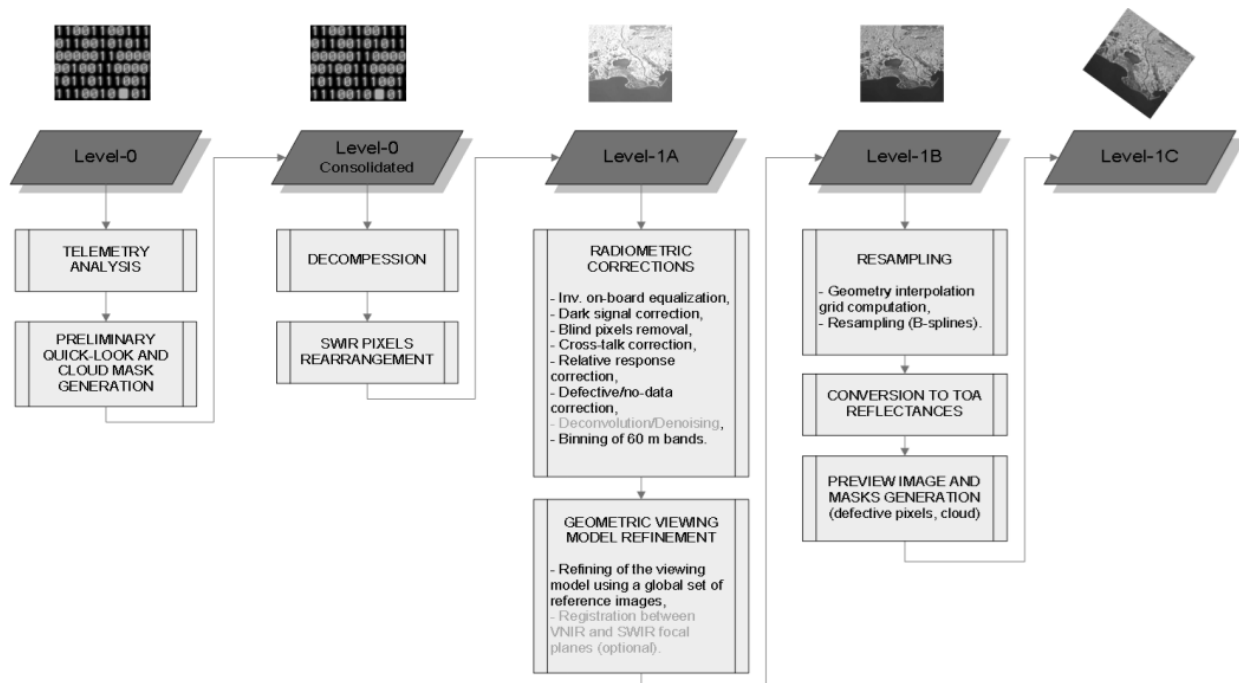 Level-0
TELEMETRY
ANALYSIS
PRELIMINARY
QUICK-LOOK AND
CLOUD MASK
GENERATION
Level-0
Consolidated
DECOMPESSION
SWIR PIXELS
REARRANGEMENT
Level-1A
RADIOMETRIC
CORRECTIONS
- Inv. on-board equalization,
- Dark signal correction,
- Blind pixels removal,
- Cross-talk correction,
- Relative response
correction,
- Defective/no-data
correction,
- Deconvolution/Denoising,
- Binning of 60 m bands.
GEOMETRIC VIEWING
MODEL REFINEMENT
- Refining of the viewing
model using a global set of
reference images,
- Registration between
VNIR and SWIR focal
planes (optional).
Level-1B
RESAMPLING
- Geometry interpolation
grid computation,
- Resampling (B-splines).
CONVERSION TO TOA
REFLECTANCES
PREVIEW IMAGE AND
MASKS GENERATION
(defective pixels, cloud)
Level-1C